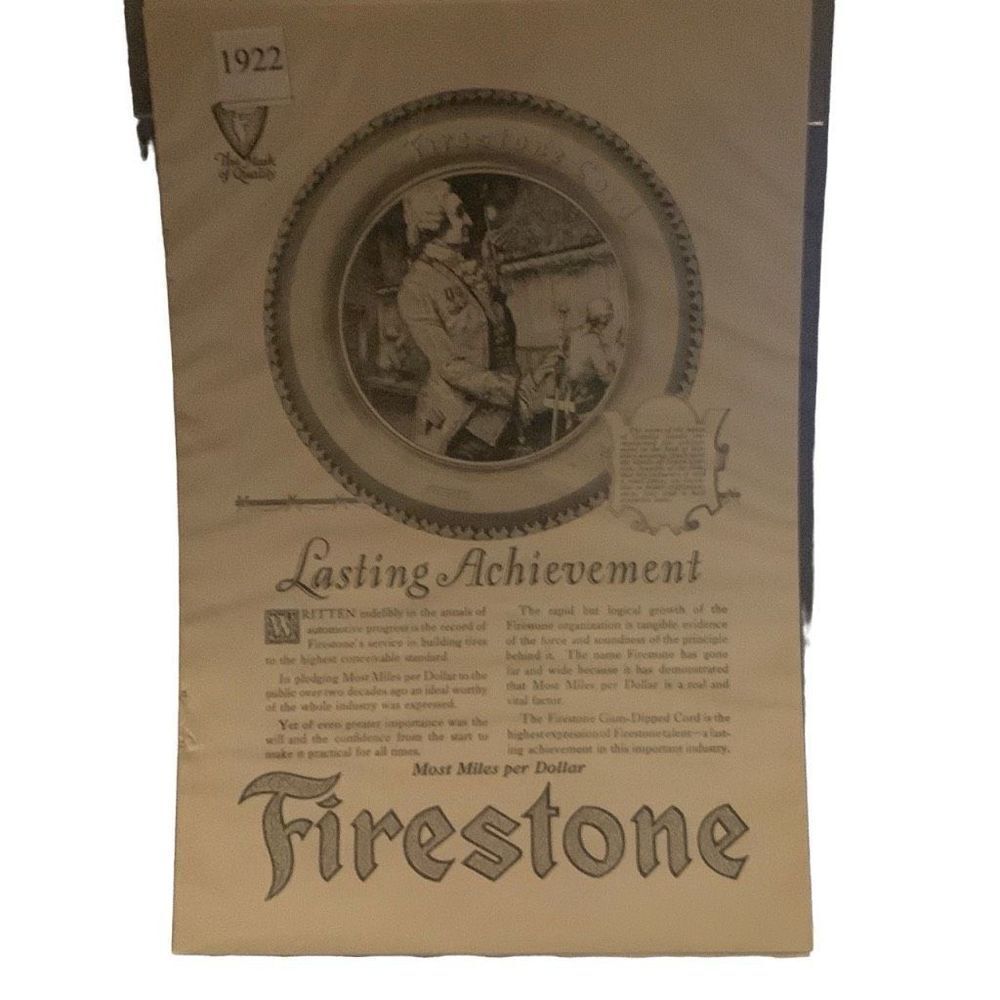 1922
The Mark
of Quality
Firestone Cord
Lasting Achievement
WRITTEN indelibly in the annals of
automotive progress is the record of
Firestone's service in building tires
to the highest conceivable standard.
In pledging Most Miles per Dollar to the
public over two decades ago an ideal worthy
of the whole industry was expressed.
Yet of even greater importance was the
will and the confidence from the start to
make it practical for all times.
The rapid but logical growth of the
Firestone organization is tangible evidence
of the force and soundness of the principle
behind it. The name Firestone has gone
far and wide because it has demonstrated
that Most Miles per Dollar is a real and
vital factor.
The Firestone Gum-Dipped Cord is the
highest expression of Firestone talent—a last-
ing achievement in this important industry.
Most Miles per Dollar
Firestone